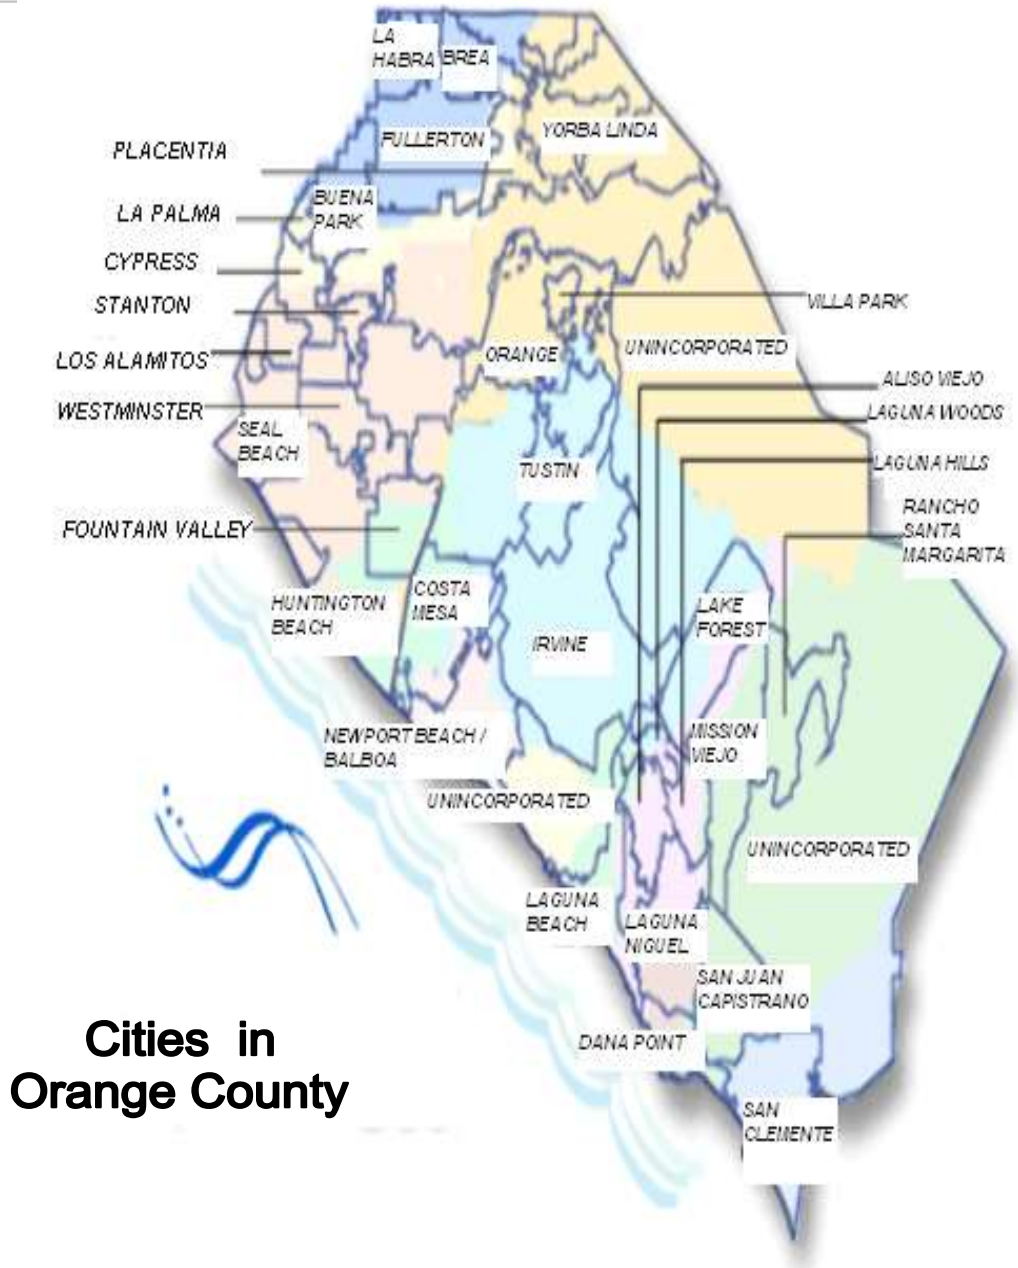 LA
HABRA
BREA
FULLERTON
YORBA LINDA
PLACENTIA
BUENA
PARK
LA PALMA
CYPRESS
STANTON
VILLA PARK
LOS ALAMITOS
ORANGE
UNINCORPORATED
ALISO VIEJO
WESTMINSTER
LAGUNA WOODS
SEAL
BEACH
TUSTIN
LAGUNA HILLS
FOUNTAIN VALLEY
RANCHO
SANTA
MARGARITA
HUNTINGTON
BEACH
COSTA
MESA
LAKE
FOREST
IRVINE
NEWPORT BEACH /
BALBOA
MISSION
VIEJO
UNINCORPORATED
UNINCORPORATED
LAGUNA
BEACH
LAGUNA
NIGUEL
SAN JUAN
CAPISTRANO
DANA POINT
SAN
CLEMENTE
Cities in
Orange County